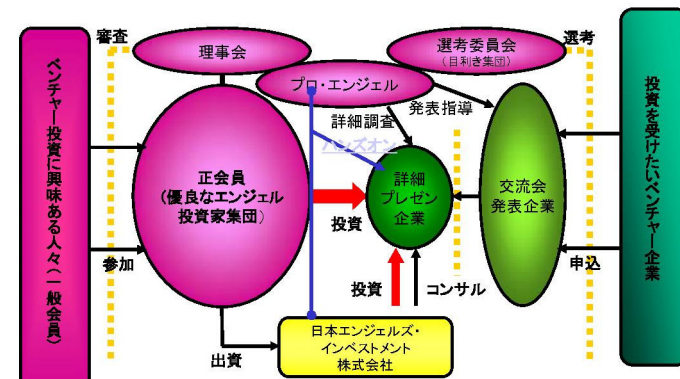 審査
理事会
選考委員会
(目利き集団)
選考
プロ・エンジェル
ベンチャー投資に興味ある人々(一般会員)
投資を受けたいベンチャー企業
詳細調査
発表指導
ハンズオン
正会員
(優良なエンジェル
投資家集団)
詳細
プレゼン
企業
交流会
発表企業
投資
参加
投資
コンサル
申込
出資
日本エンジェルズ・
インベストメント
株式会社